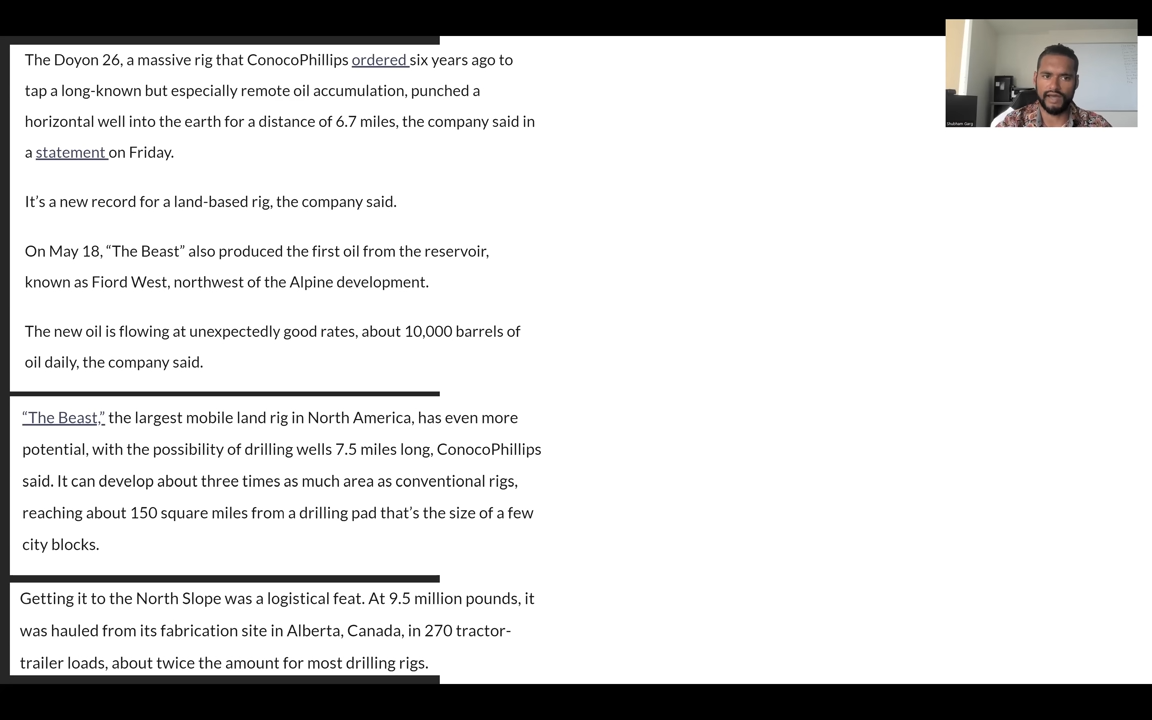 The Doyon 26, a massive rig that ConocoPhillips ordered six years ago to
tap a long-known but especially remote oil accumulation, punched a
horizontal well into the earth for a distance of 6.7 miles, the company said in
a statement on Friday.
It’s a new record for a land-based rig, the company said.
On May 18, “The Beast” also produced the first oil from the reservoir,
known as Fiord West, northwest of the Alpine development.
The new oil is flowing at unexpectedly good rates, about 10,000 barrels of
oil daily, the company said.
“The Beast,” the largest mobile land rig in North America, has even more
potential, with the possibility of drilling wells 7.5 miles long, ConocoPhillips
said. It can develop about three times as much area as conventional rigs,
reaching about 150 square miles from a drilling pad that’s the size of a few
city blocks.
Getting it to the North Slope was a logistical feat. At 9.5 million pounds, it
was hauled from its fabrication site in Alberta, Canada, in 270 tractor-
trailer loads, about twice the amount for most drilling rigs.
Shubham Garg